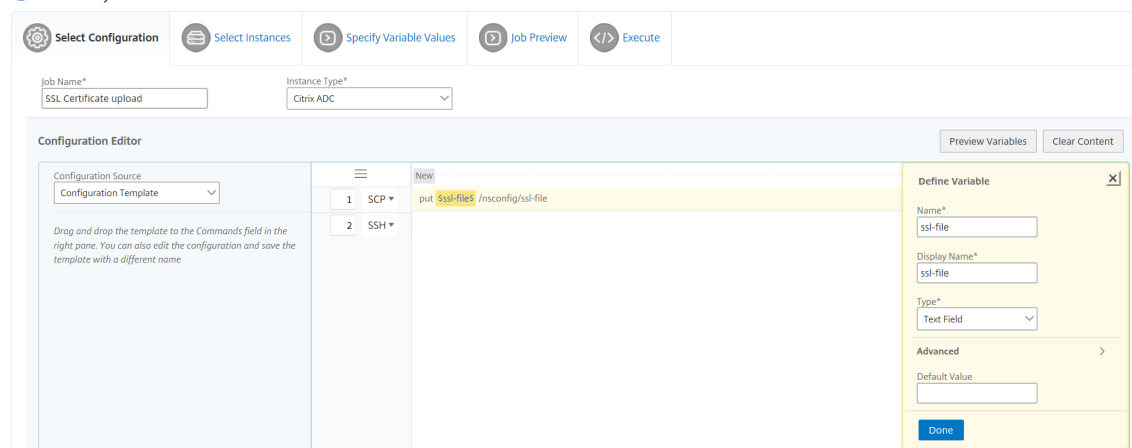 Select Configuration
Select Instances
Specify Variable Values
Job Preview
Execute
Job Name*
Instance Type*
SSL Certificate upload
Citrix ADC
Configuration Editor
Preview Variables
Clear Content
Configuration Source
Configuration Template
Drag and drop the template to the Commands field in the
right pane. You can also edit the configuration and save the
template with a different name
New
1 SCP put $ssl-file$ /nsconfig/ssl-file
2 SSH
Define Variable
Name*
ssl-file
Display Name*
ssl-file
Type*
Text Field
Advanced
Default Value
Done